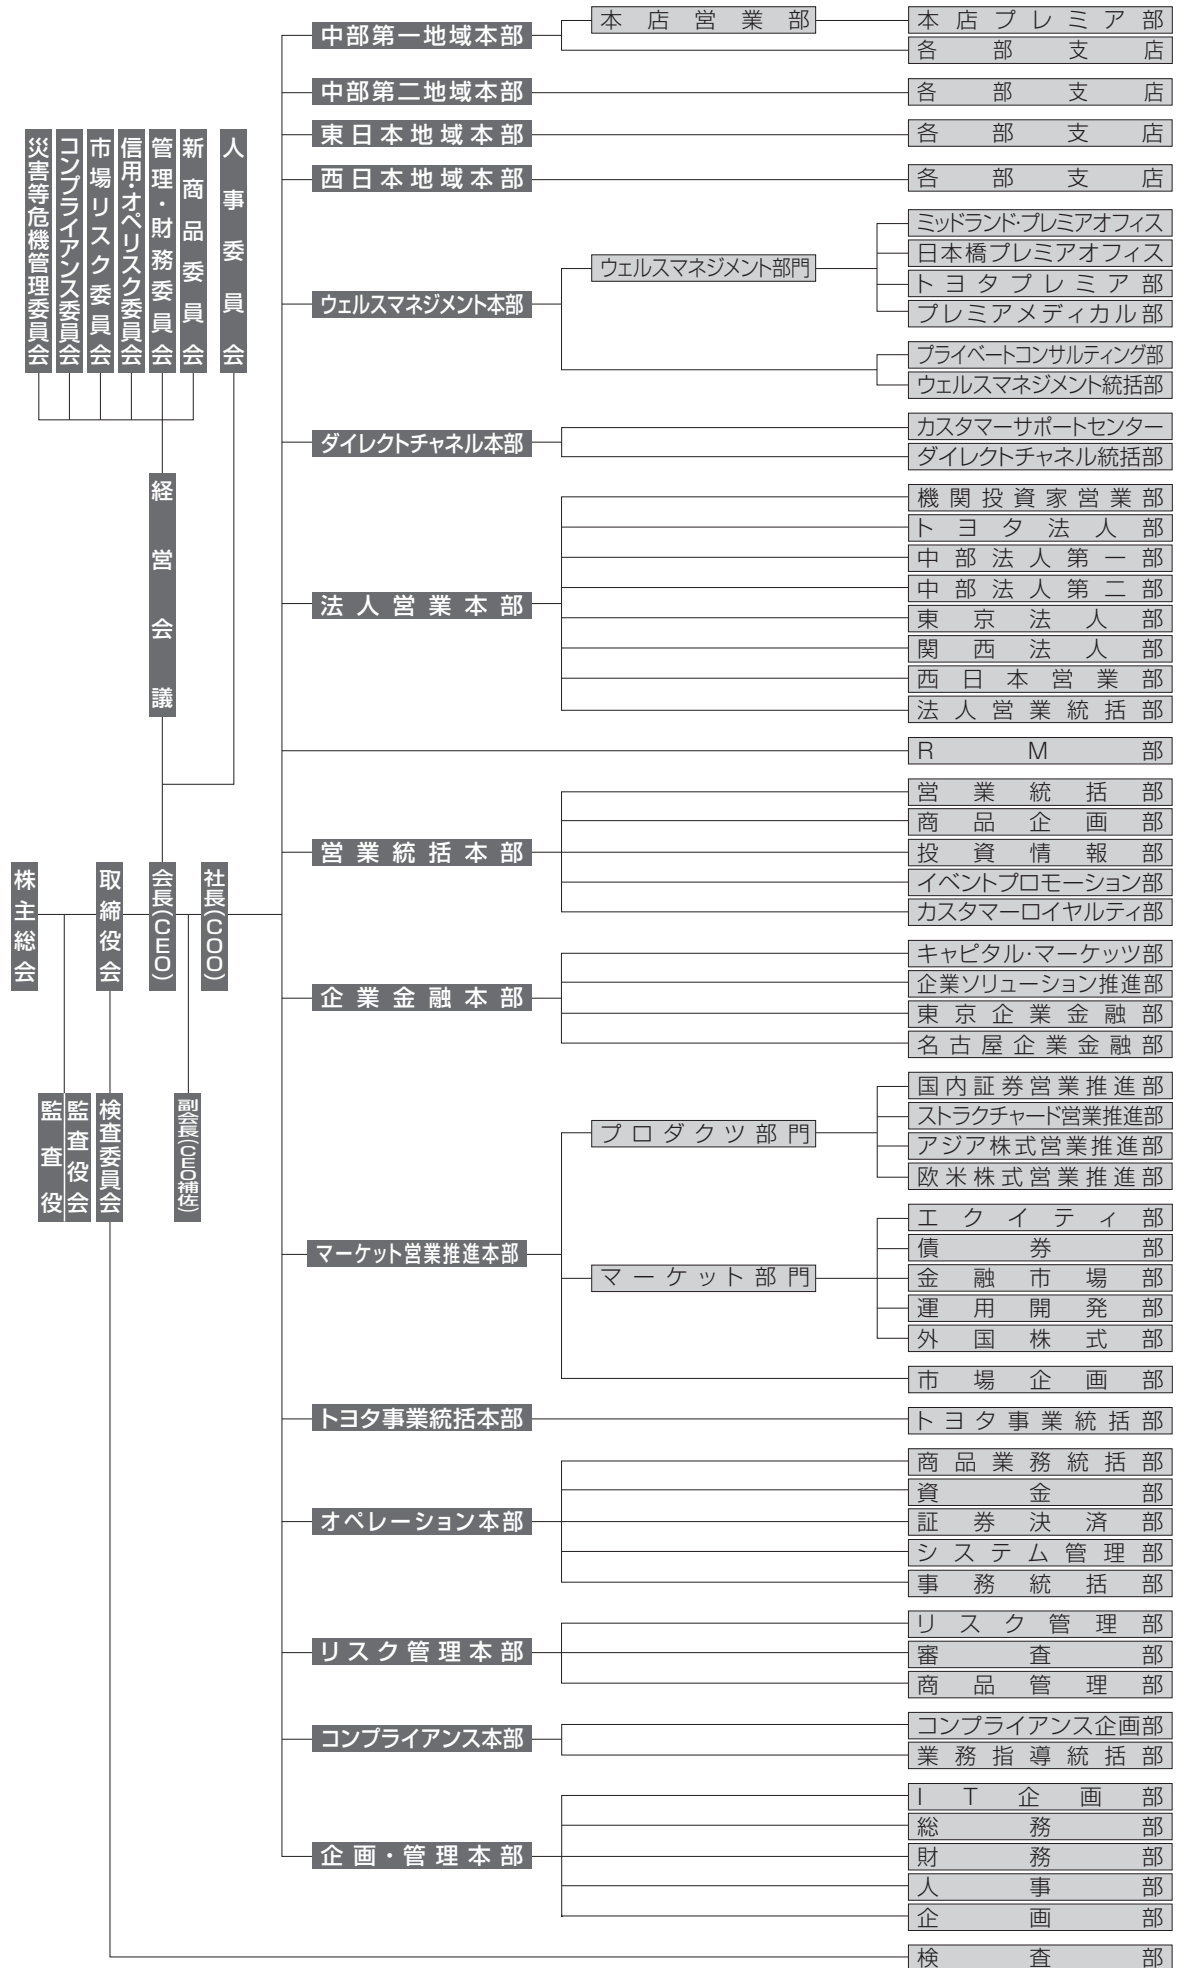 災害等危機管理委員会
コンプライアンス委員会
市場リスク委員会
信用・オペリスク委員会
管理・財務委員会
新商品委員会
人事委員会
経営会議
株主総会
取締役会
会長(CEO)
社長(COO)
監査役
監査役会
検査委員会
副会長(CEO補佐)
中部第一地域本部
本店営業部
本店プレミア部
各部支店
中部第二地域本部
各部支店
東日本地域本部
各部支店
西日本地域本部
各部支店
ウェルスマネジメント本部
ウェルスマネジメント部門
ミッドランド・プレミアオフィス
日本橋プレミアオフィス
トヨタプレミア部
プレミアメディカル部
プライベートコンサルティング部
ウェルスマネジメント統括部
ダイレクトチャネル本部
カスタマーサポートセンター
ダイレクトチャネル統括部
法人営業本部
機関投資家営業部
トヨタ法人部
中部法人第一部
中部法人第二部
東京法人部
関西法人部
西日本営業部
法人営業統括部
RM部
営業統括本部
営業統括部
商品企画部
投資情報部
イベントプロモーション部
カスタマーロイヤルティ部
企業金融本部
キャピタル・マーケッツ部
企業ソリューション推進部
東京企業金融部
名古屋企業金融部
マーケット営業推進本部
プロダクツ部門
国内証券営業推進部
ストラクチャード営業推進部
アジア株式営業推進部
欧米株式営業推進部
マーケット部門
エクイティ部
債券部
金融市場部
運用開発部
外国株式部
市場企画部
トヨタ事業統括本部
トヨタ事業統括部
オペレーション本部
商品業務統括部
資金部
証券決済部
システム管理部
事務統括部
リスク管理本部
リスク管理部
審査部
商品管理部
コンプライアンス本部
コンプライアンス企画部
業務指導統括部
企画・管理本部
IT企画部
総務部
財務部
人事部
企画部
検査部